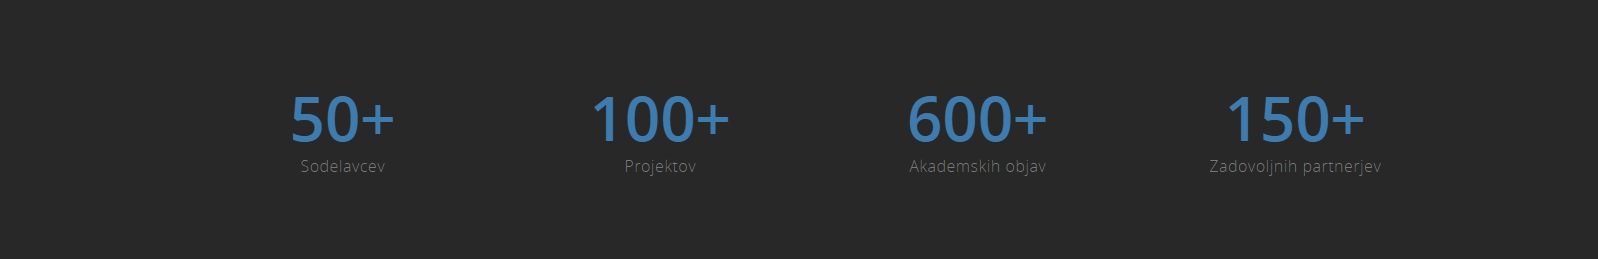 50+ 100+ 600+ 150+
Sodelavcev Projektov Akademskih objav Zadovoljnih partnerjev